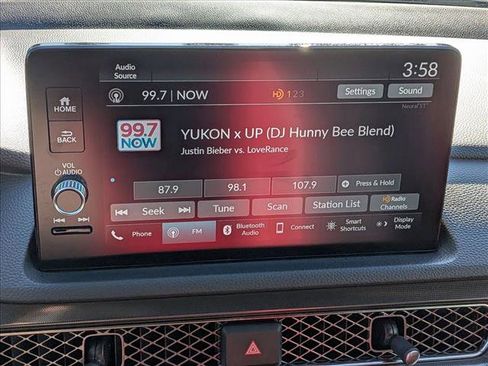 Audio
Source
3:58
HOME
BACK
VOL
AUDIO
99.7 | NOW
HD 1 2 3
Settings
Sound
99.7
NOW
YUKON x UP (DJ Hunny Bee Blend)
Justin Bieber vs. LoveRance
87.9
98.1
107.9
Press & Hold
Seek
Tune
Scan
Station List
HD Radio
Channels
Phone
FM
Bluetooth
Audio
Connect
Smart
Shortcuts
Display
Mode